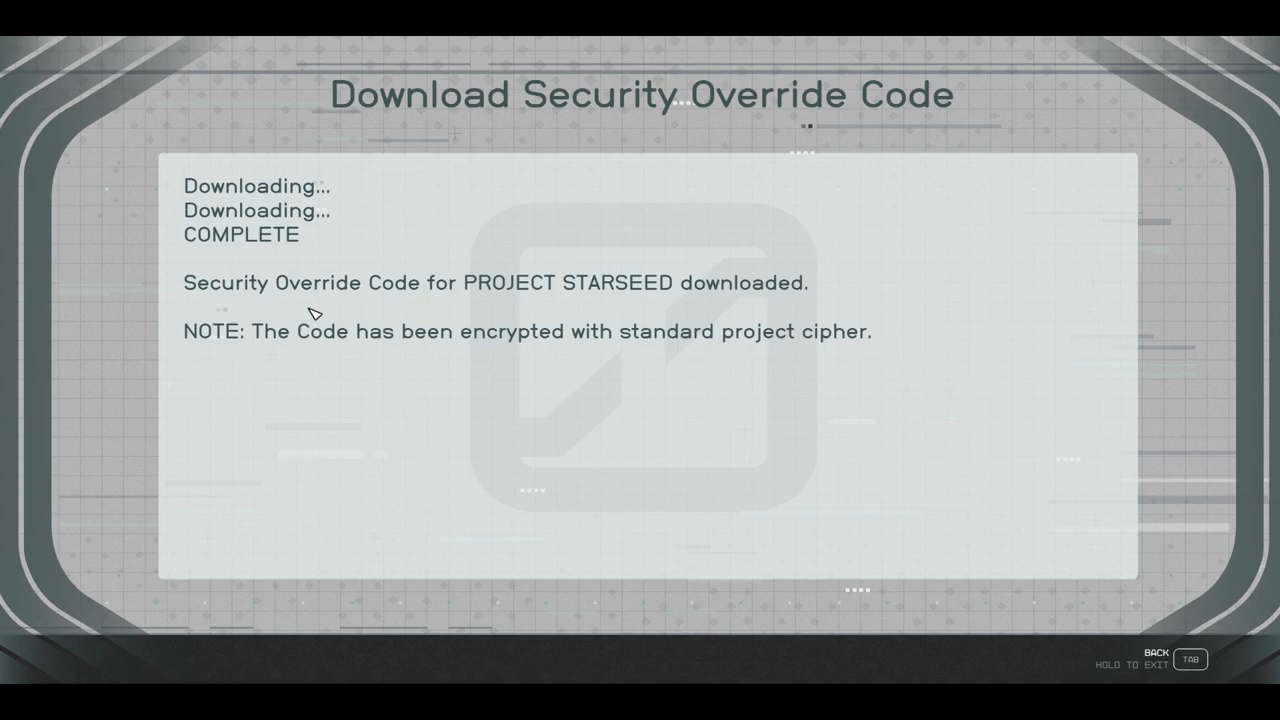 Download Security Override Code
Downloading...
Downloading...
COMPLETE
Security Override Code for PROJECT STARSEED downloaded.
NOTE: The Code has been encrypted with standard project cipher.
BACK
HOLD TO EXIT
TAB